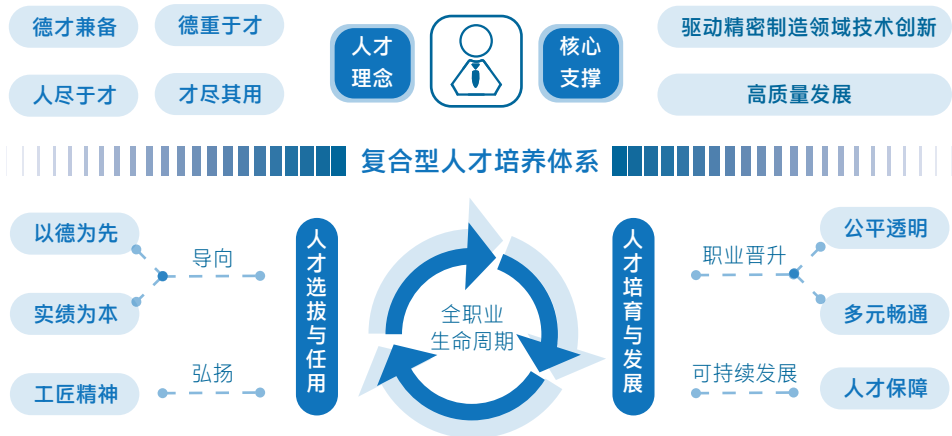 德才兼备
德重于才
人尽于才
才尽其用
人才
理念
核心
支撑
驱动精密制造领域技术创新
高质量发展
复合型人才培养体系
以德为先
实绩为本
导向
工匠精神
弘扬
人才选拔与任用
全职业
生命周期
人才培育与发展
职业晋升
公平透明
多元畅通
可持续发展
人才保障